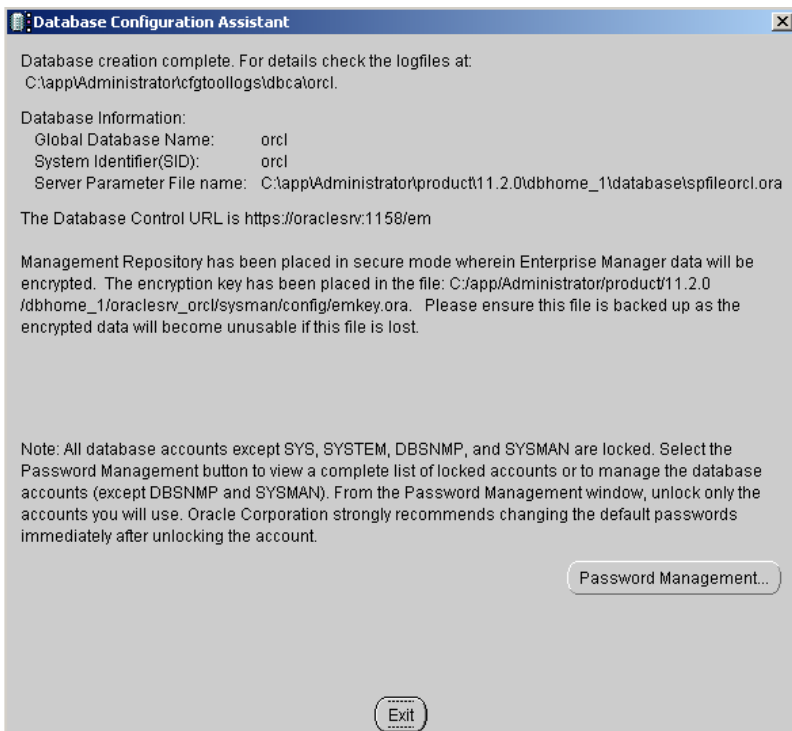 Database Configuration Assistant
Database creation complete. For details check the logfiles at:
C:\app\Administrator\cfgtoollogs\dbca\orcl.
Database Information:
Global Database Name: orcl
System Identifier(SID): orcl
Server Parameter File name: C:\app\Administrator\product\11.2.0\dbhome_1\database\spfileorcl.ora
The Database Control URL is https://oraclesrv:1158/em
Management Repository has been placed in secure mode wherein Enterprise Manager data will be
encrypted. The encryption key has been placed in the file: C:/app/Administrator/product/11.2.0
/dbhome_1/oraclesrv_orcl/sysman/config/emkey.ora. Please ensure this file is backed up as the
encrypted data will become unusable if this file is lost.
Note: All database accounts except SYS, SYSTEM, DBSNMP, and SYSMAN are locked. Select the
Password Management button to view a complete list of locked accounts or to manage the database
accounts (except DBSNMP and SYSMAN). From the Password Management window, unlock only the
accounts you will use. Oracle Corporation strongly recommends changing the default passwords
immediately after unlocking the account.
Password Management...
Exit